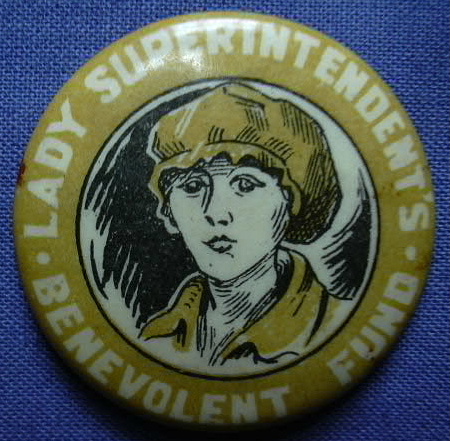 LADY SUPERINTENDENT'S
BENEVOLENT FUND